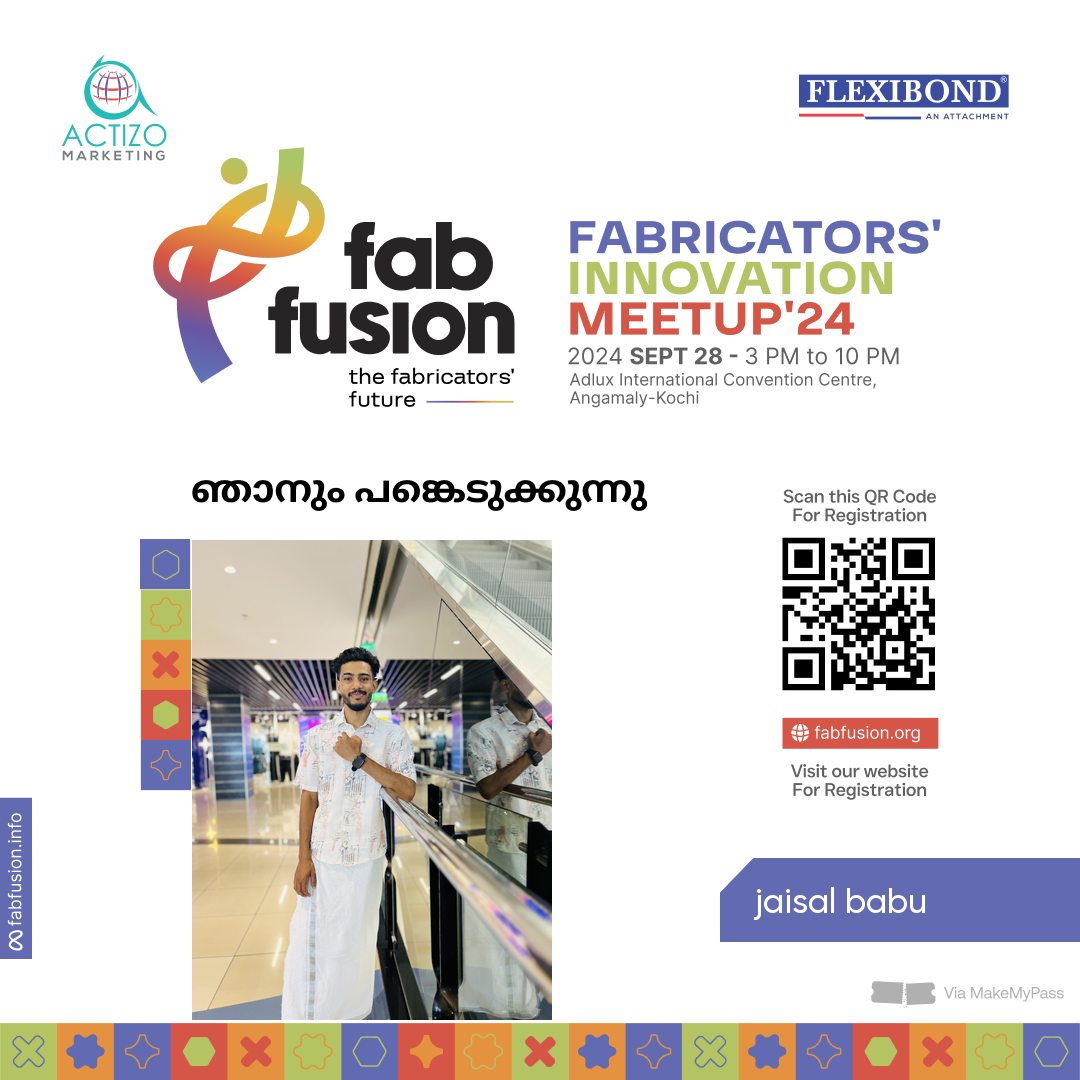 ACTIZO
MARKETING
FLEXIBOND®
AN ATTACHMENT
fab
fusion
the fabricators'
future
FABRICATORS'
INNOVATION
MEETUP'24
2024 SEPT 28 - 3 PM to 10 PM
Adlux International Convention Centre,
Angamaly-Kochi
ഞാനും പങ്കെടുക്കുന്നു
Scan this QR Code
For Registration
fabfusion.org
Visit our website
For Registration
fabfusion.info
jaisal babu
Via MakeMyPass